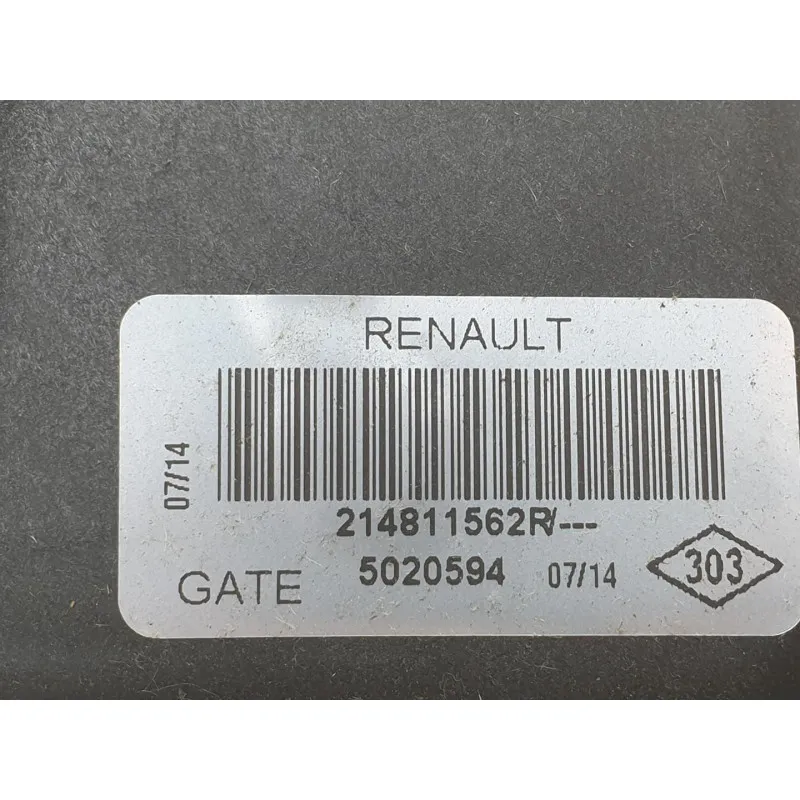 RENAULT
07/14
214811562R/---
GATE 5020594 07/14 303